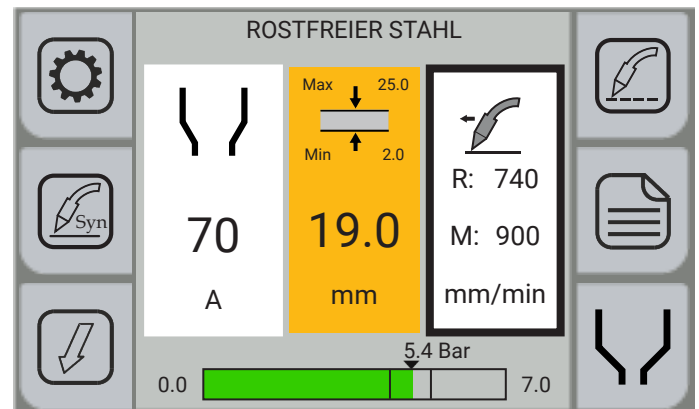 ROSTFREIER STAHL
Max 25.0
Min 2.0
R: 740
Syn
70
19.0
M: 900
A
mm
mm/min
5.4 Bar
0.0
7.0